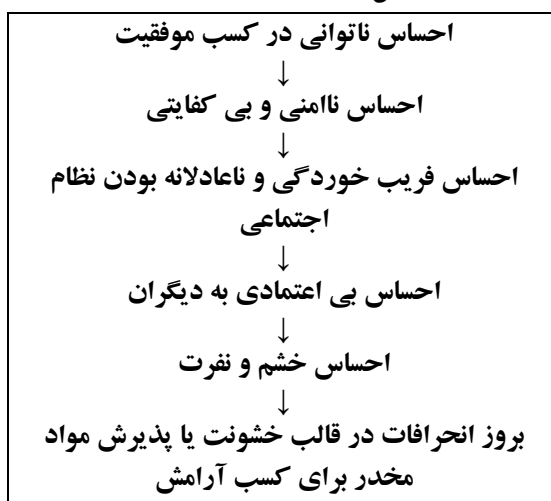 احساس ناتوانی در کسب موفقیت
↓
احساس ناامنی و بی کفایتی
↓
احساس فریب خوردگی و ناعادلانه بودن نظام
اجتماعی
↓
احساس بی اعتمادی به دیگران
↓
احساس خشم و نفرت
↓
بروز انحرافات در قالب خشونت یا پذیرش مواد
مخدر برای کسب آرامش